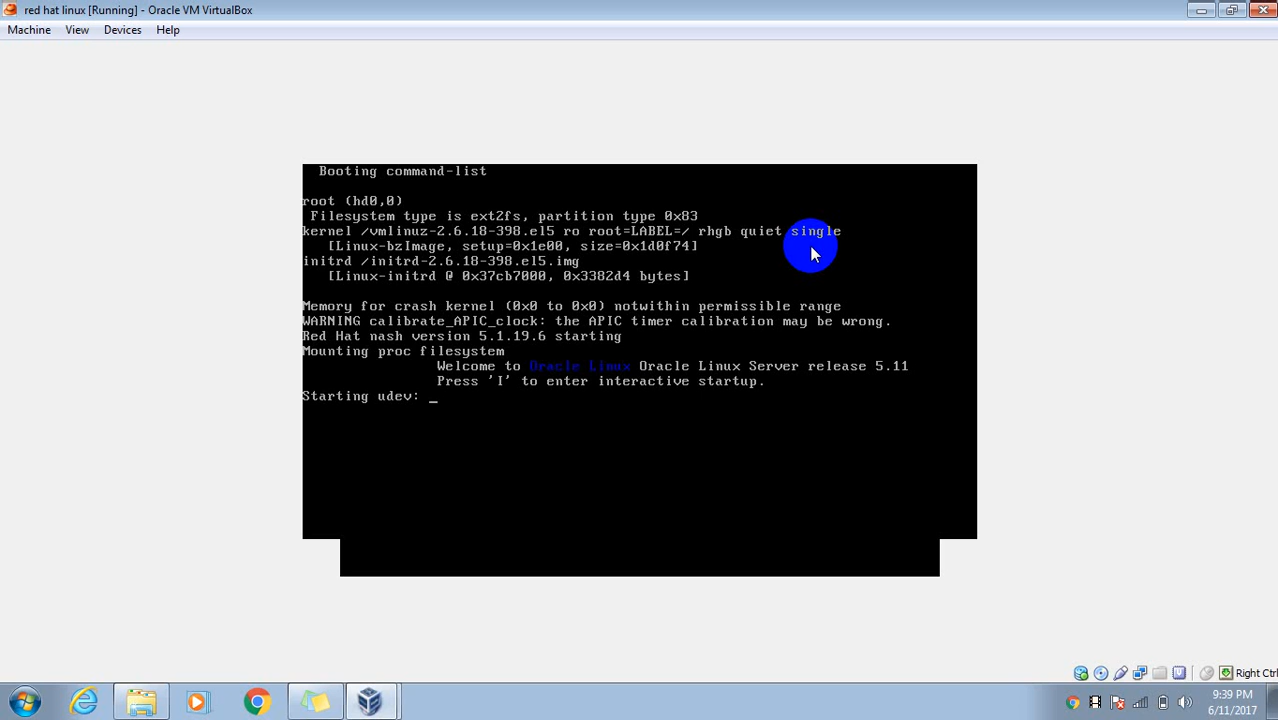 red hat linux [Running] - Oracle VM VirtualBox
Machine View Devices Help
Booting command-list
root (hd0,0)
Filesystem type is ext2fs, partition type 0x83
kernel /vmlinuz-2.6.18-398.el5 ro root=LABEL=/ rhgb quiet single
[Linux-bzImage, setup=0x1e00, size=0x1d0f74]
initrd /initrd-2.6.18-398.el5.img
[Linux-initrd @ 0x37cb7000, 0x3382d4 bytes]
Memory for crash kernel (0x0 to 0x0) notwithin permissible range
WARNING calibrate_APIC_clock: the APIC timer calibration may be wrong.
Red Hat nash version 5.1.19.6 starting
Mounting proc filesystem
Welcome to Oracle Linux Oracle Linux Server release 5.11
Press 'I' to enter interactive startup.
Starting udev: _
Right Ctrl
9:39 PM
6/11/2017